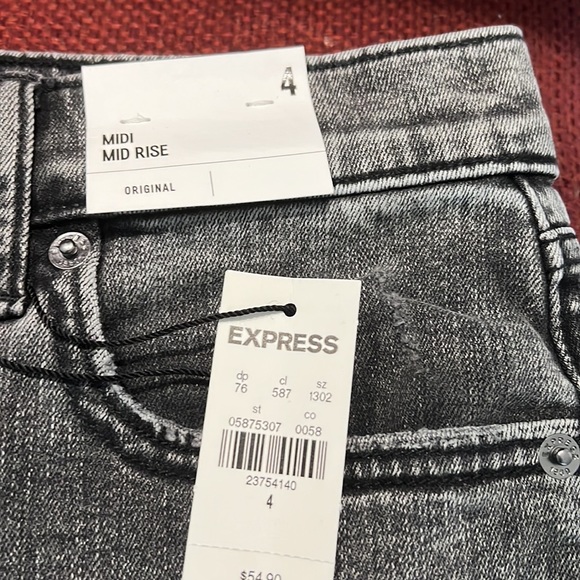 4
MIDI
MID RISE
ORIGINAL
EXPRESS
dp cl sz
76 587 1302
st co
05875307 0058
23754140
4
$54.90